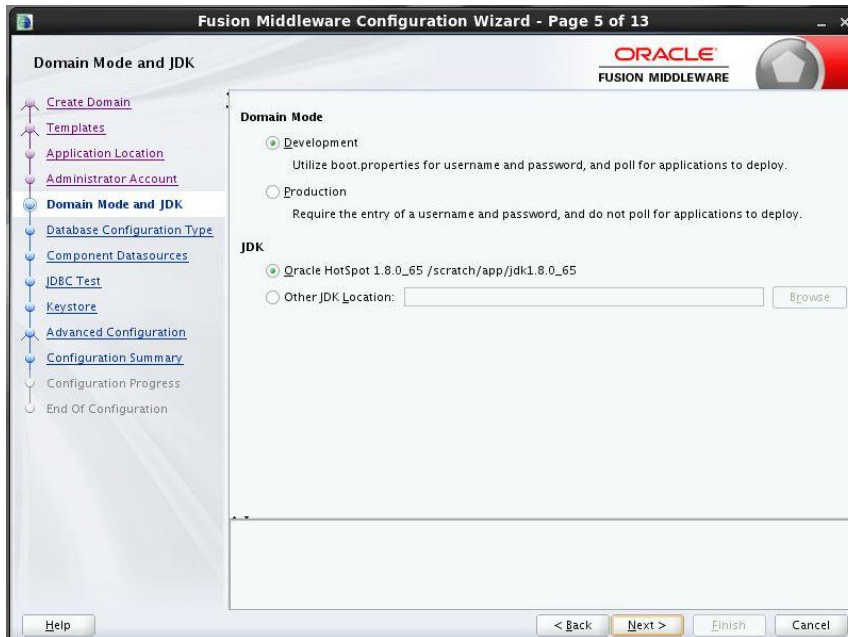 Fusion Middleware Configuration Wizard - Page 5 of 13
Domain Mode and JDK
ORACLE
FUSION MIDDLEWARE
Create Domain
Templates
Application Location
Administrator Account
Domain Mode and JDK
Database Configuration Type
Component Datasources
JDBC Test
Keystore
Advanced Configuration
Configuration Summary
Configuration Progress
End Of Configuration
Domain Mode
Development
Utilize boot.properties for username and password, and poll for applications to deploy.
Production
Require the entry of a username and password, and do not poll for applications to deploy.
JDK
Oracle HotSpot 1.8.0_65 /scratch/app/jdk1.8.0_65
Other JDK Location:
Browse
Help
< Back
Next >
Finish
Cancel